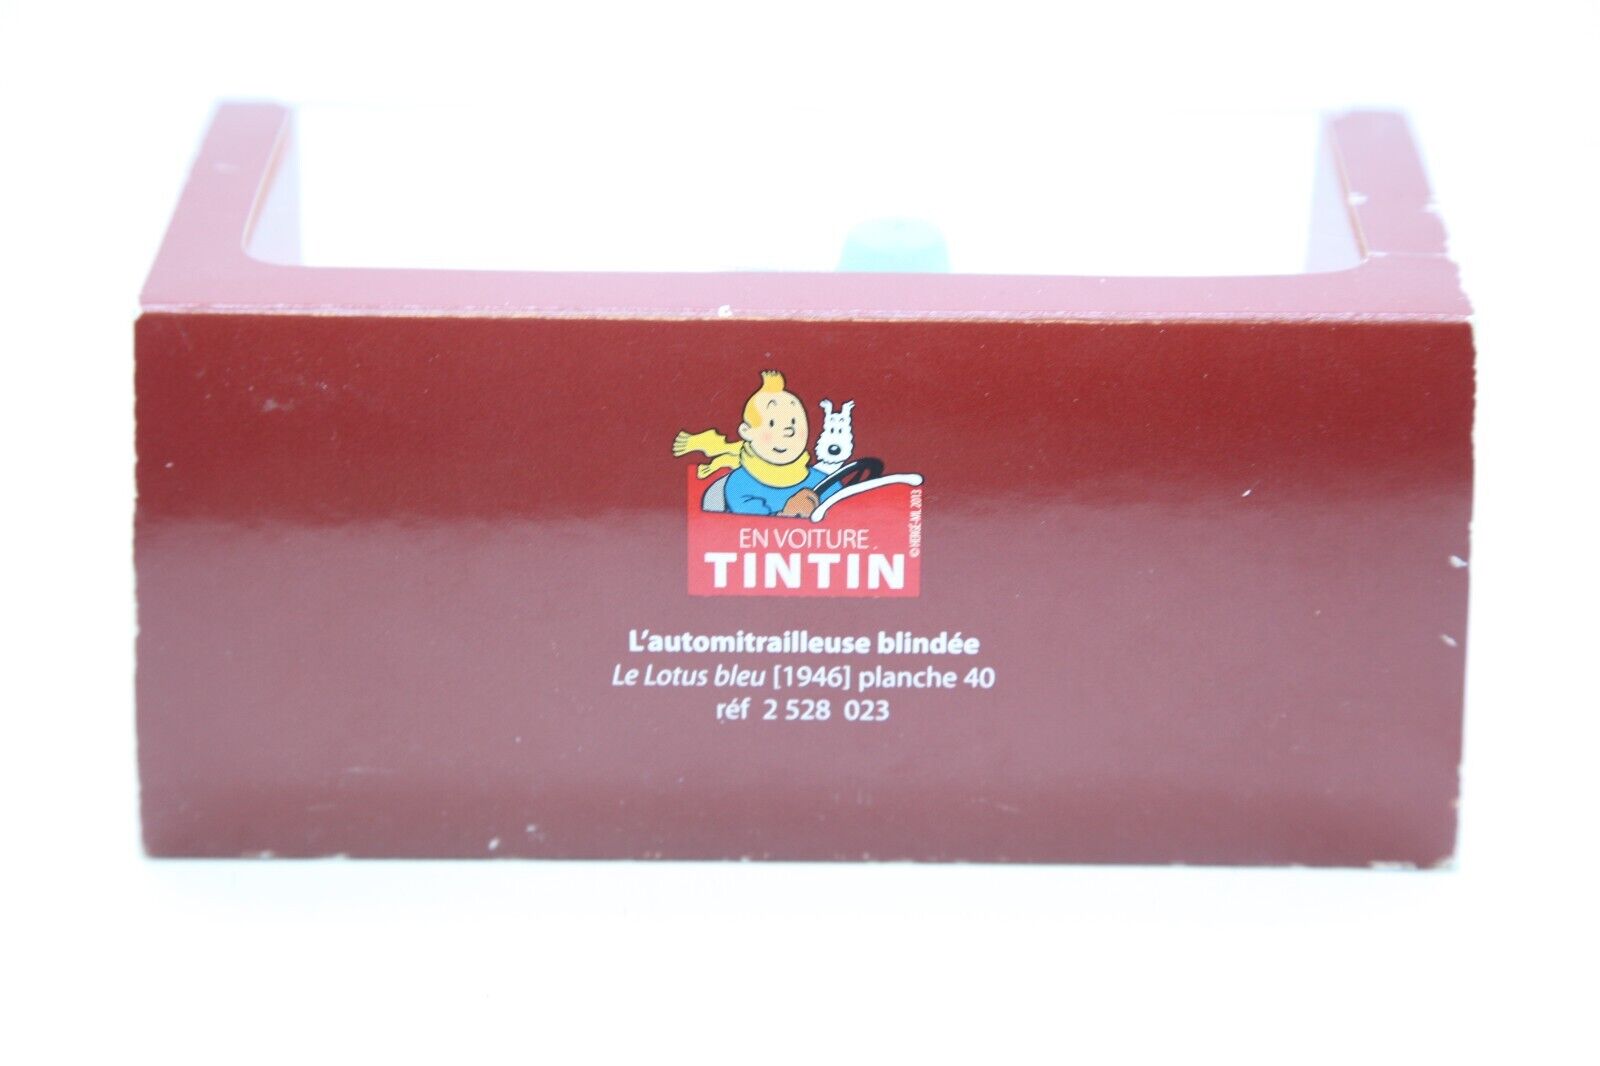 EN VOITURE
TINTIN
© HERGÉ-ML 2013
L'automitrailleuse blindée
Le Lotus bleu [1946] planche 40
réf 2 528 023